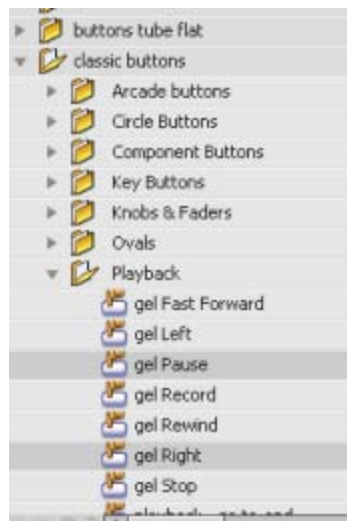 buttons tube flat
classic buttons
Arcade buttons
Circle Buttons
Component Buttons
Key Buttons
Knobs & Faders
Ovals
Playback
gel Fast Forward
gel Left
gel Pause
gel Record
gel Rewind
gel Right
gel Stop